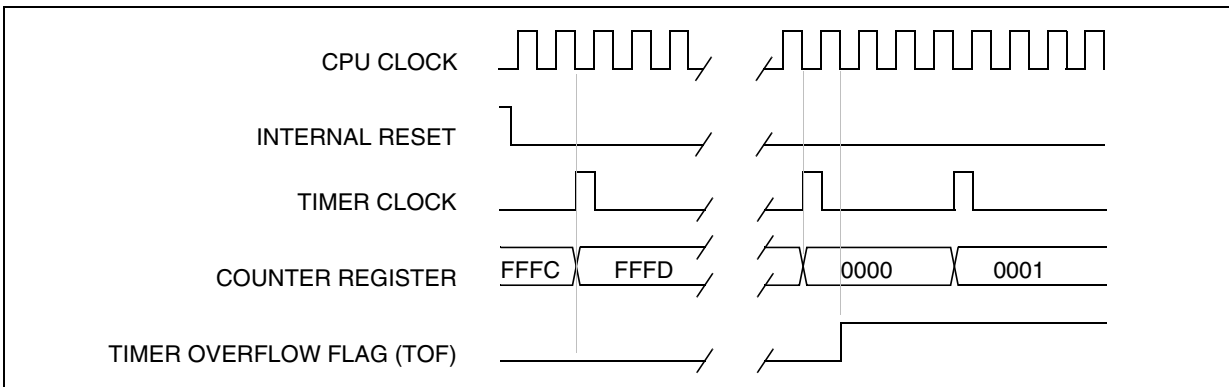 CPU CLOCK
INTERNAL RESET
TIMER CLOCK
COUNTER REGISTER FFFC FFFD 0000 0001
TIMER OVERFLOW FLAG (TOF)